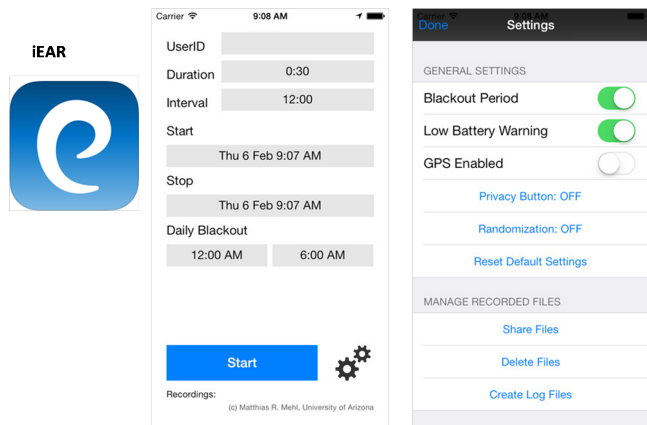 iEAR
Carrier 9:08 AM
UserID
Duration 0:30
Interval 12:00
Start
Thu 6 Feb 9:07 AM
Stop
Thu 6 Feb 9:07 AM
Daily Blackout
12:00 AM 6:00 AM
Start
Recordings:
(c) Matthias R. Mehl, University of Arizona
Carrier 9:08 AM
Done Settings
GENERAL SETTINGS
Blackout Period
Low Battery Warning
GPS Enabled
Privacy Button: OFF
Randomization: OFF
Reset Default Settings
MANAGE RECORDED FILES
Share Files
Delete Files
Create Log Files